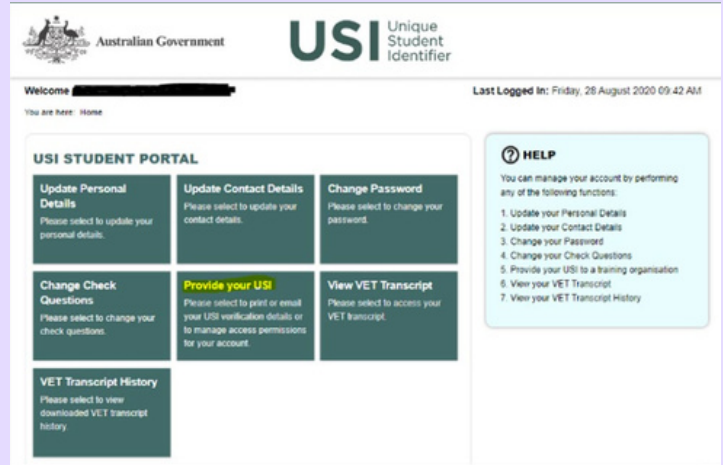 Australian Government
USI Unique
Student
Identifier
Welcome
Last Logged In: Friday, 28 August 2020 09:42 AM
You are here: Home
USI STUDENT PORTAL
Update Personal
Details
Please select to update your
personal details.
Update Contact Details
Please select to update your
contact details.
Change Password
Please select to change your
password.
Change Check
Questions
Please select to change your
check questions.
Provide your USI
Please select to print or email
your USI verification details or
to manage access permissions
for your account.
View VET Transcript
Please select to access your
VET transcript.
VET Transcript History
Please select to view
downloaded VET transcript
history.
HELP
You can manage your account by performing
any of the following functions:
1. Update your Personal Details
2. Update your Contact Details
3. Change your Password
4. Change your Check Questions
5. Provide your USI to a training organisation
6. View your VET Transcript
7. View your VET Transcript History